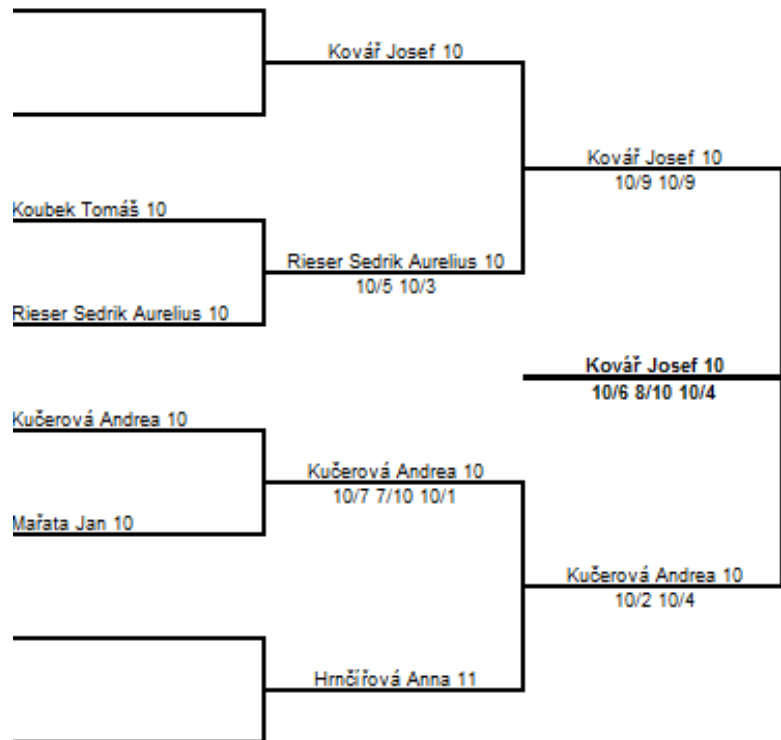 Kovář Josef 10
Kovář Josef 10
10/9 10/9
Koubek Tomáš 10
Rieser Sedrik Aurelius 10
10/5 10/3
Rieser Sedrik Aurelius 10
Kovář Josef 10
10/6 8/10 10/4
Kučerová Andrea 10
Kučerová Andrea 10
10/7 7/10 10/1
Mařata Jan 10
Kučerová Andrea 10
10/2 10/4
Hrnčířová Anna 11